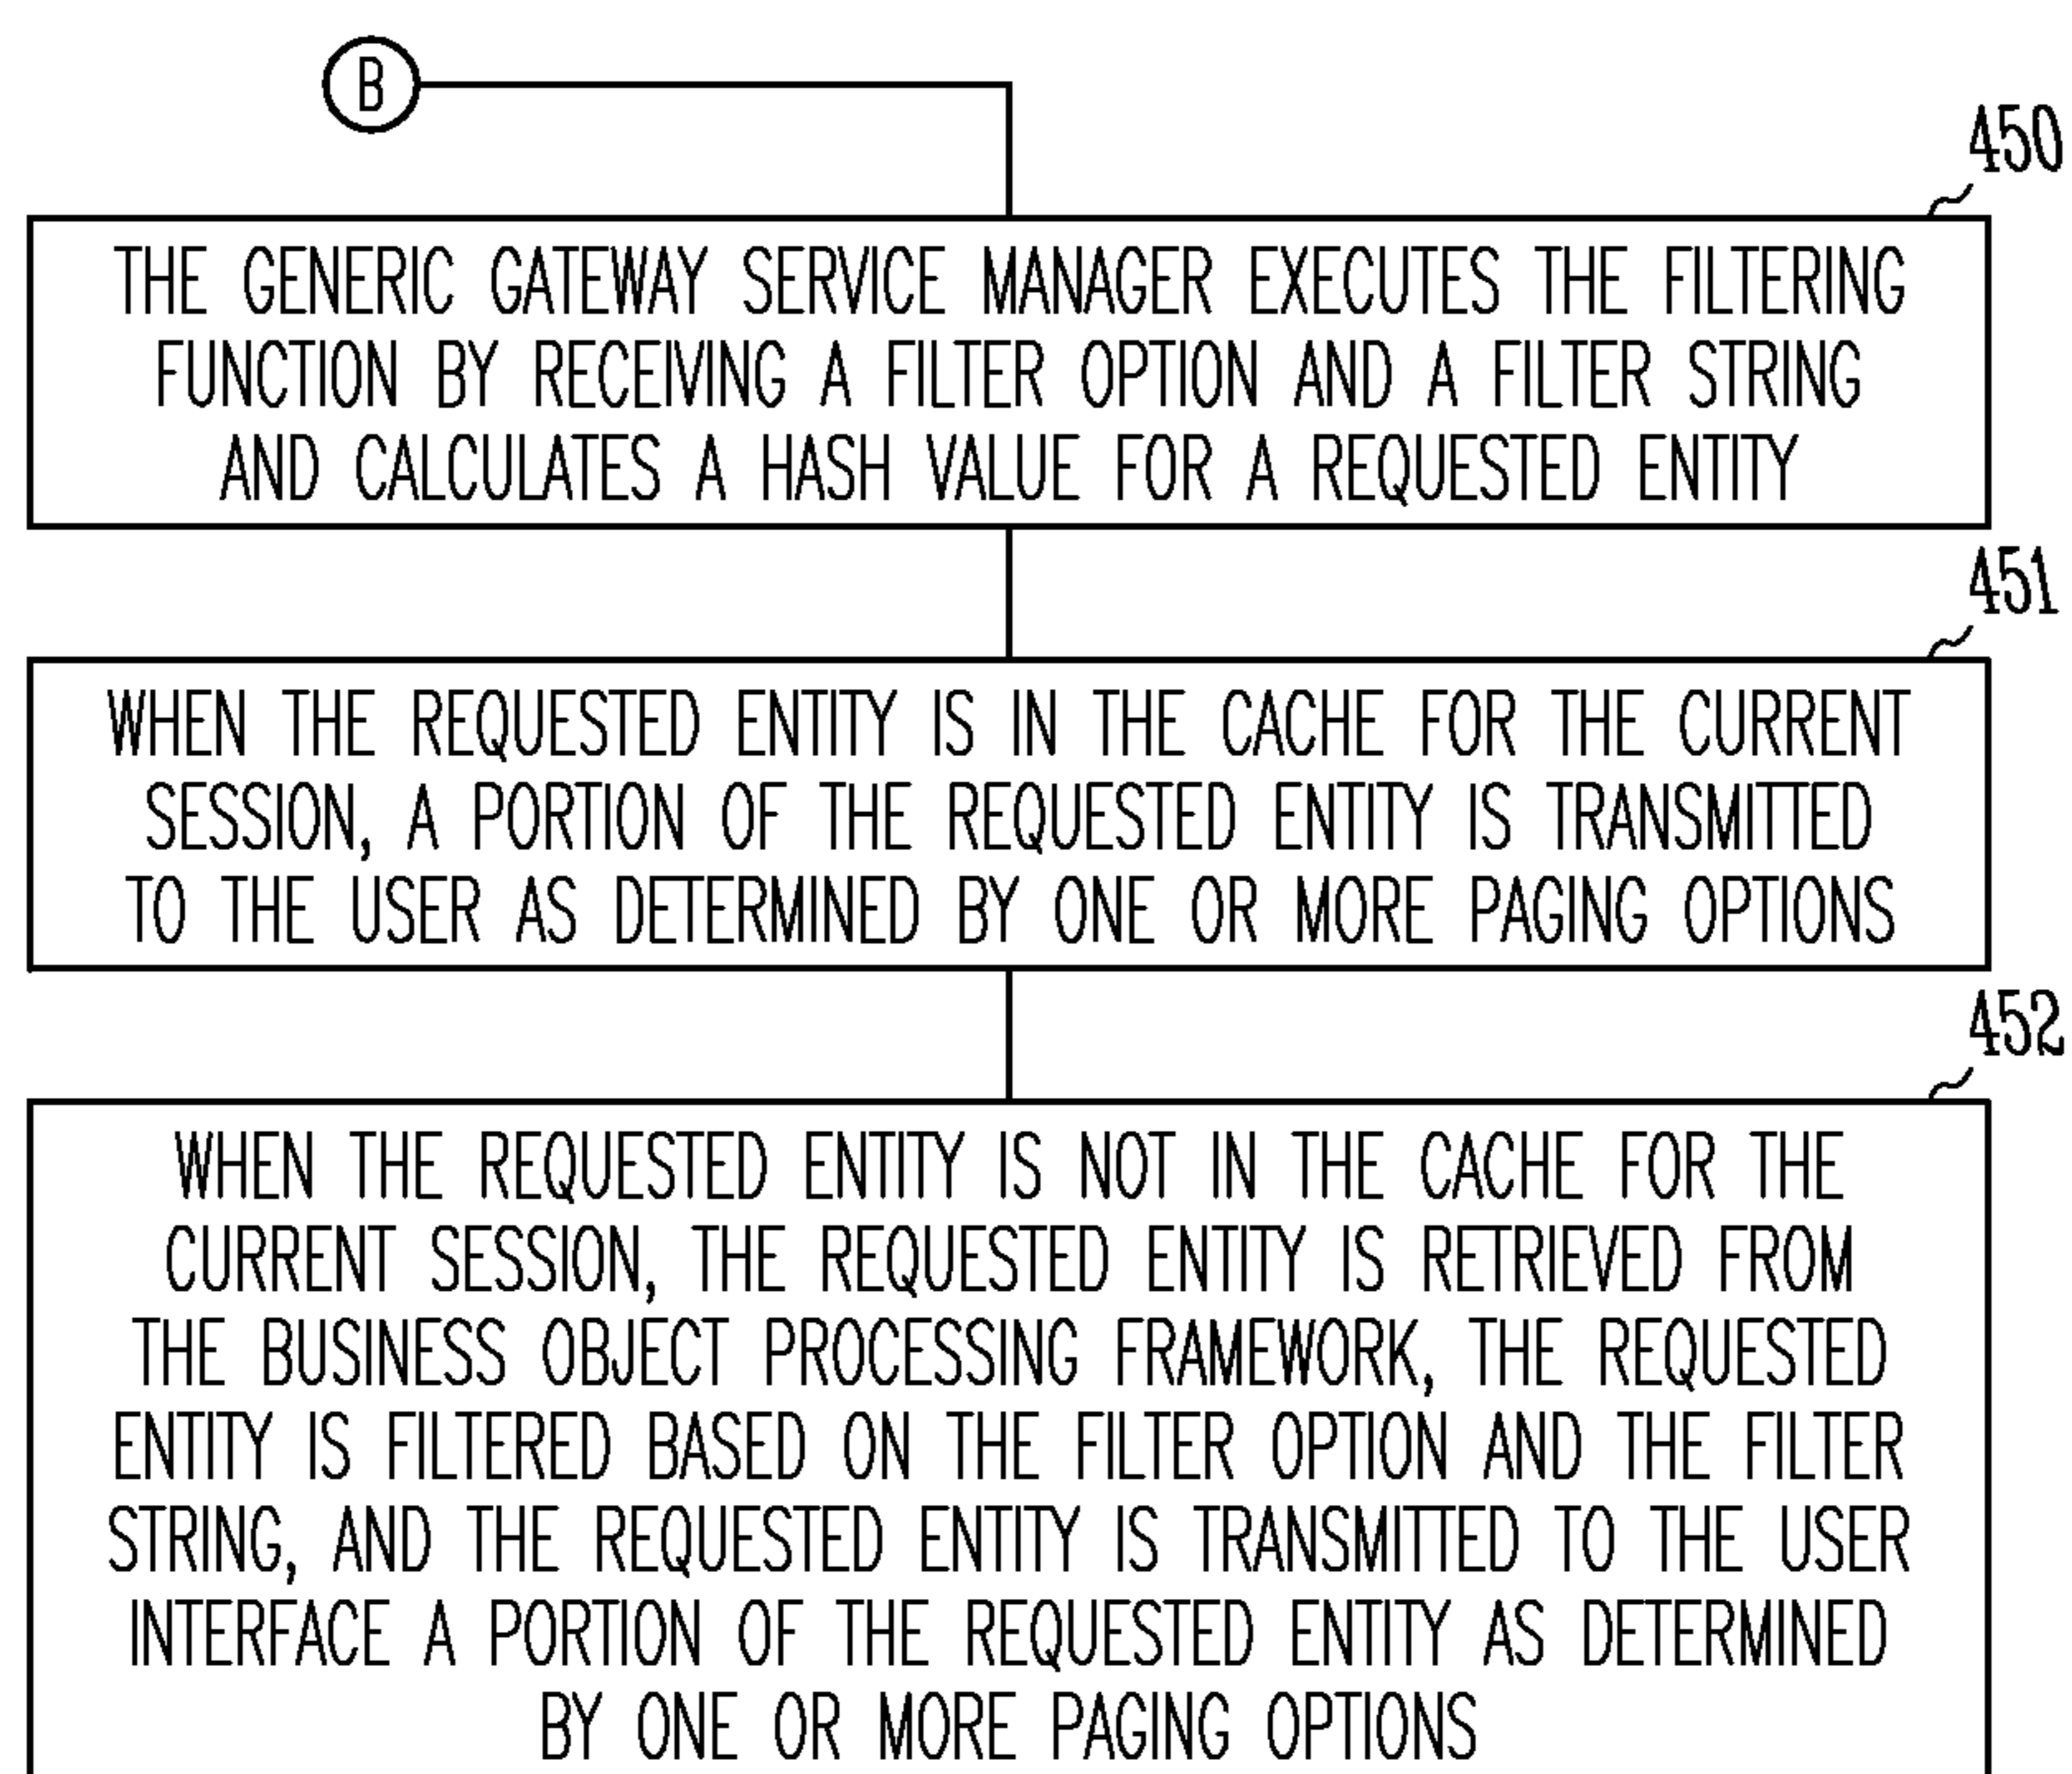 B
450
THE GENERIC GATEWAY SERVICE MANAGER EXECUTES THE FILTERING
FUNCTION BY RECEIVING A FILTER OPTION AND A FILTER STRING
AND CALCULATES A HASH VALUE FOR A REQUESTED ENTITY
451
WHEN THE REQUESTED ENTITY IS IN THE CACHE FOR THE CURRENT
SESSION, A PORTION OF THE REQUESTED ENTITY IS TRANSMITTED
TO THE USER AS DETERMINED BY ONE OR MORE PAGING OPTIONS
452
WHEN THE REQUESTED ENTITY IS NOT IN THE CACHE FOR THE
CURRENT SESSION, THE REQUESTED ENTITY IS RETRIEVED FROM
THE BUSINESS OBJECT PROCESSING FRAMEWORK, THE REQUESTED
ENTITY IS FILTERED BASED ON THE FILTER OPTION AND THE FILTER
STRING, AND THE REQUESTED ENTITY IS TRANSMITTED TO THE USER
INTERFACE A PORTION OF THE REQUESTED ENTITY AS DETERMINED
BY ONE OR MORE PAGING OPTIONS